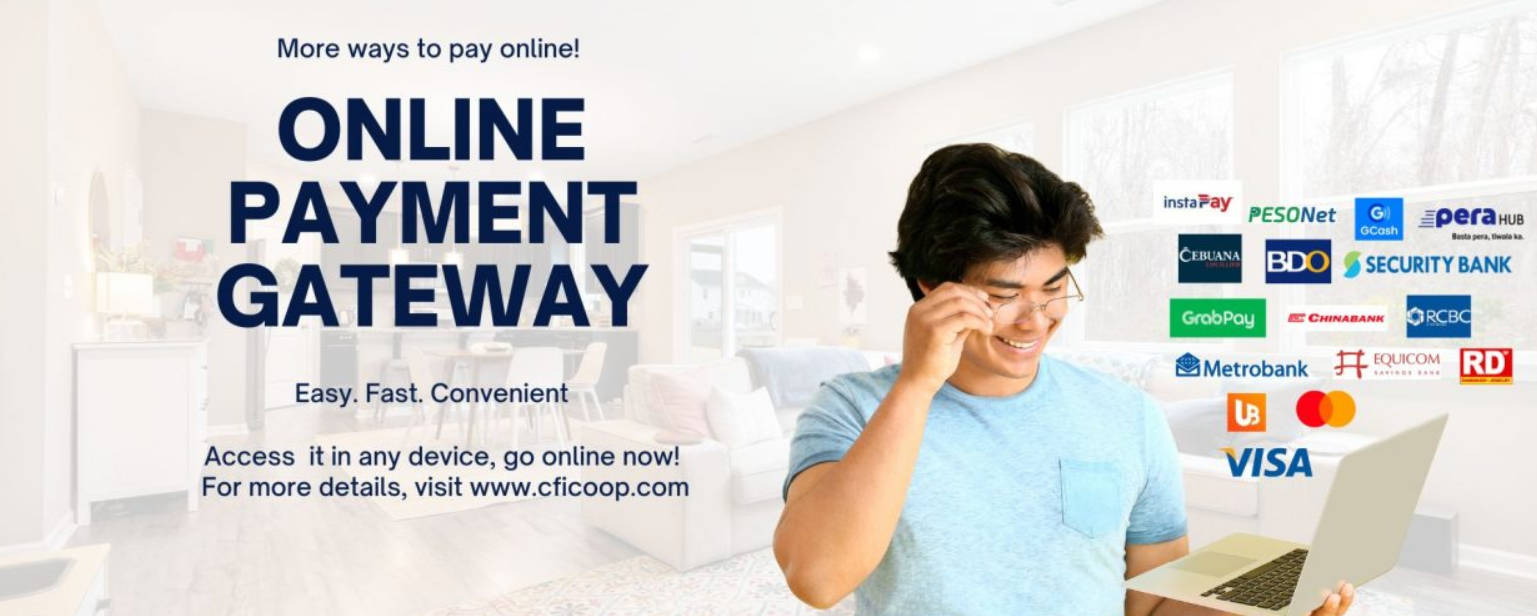 More ways to pay online!
ONLINE
PAYMENT
GATEWAY
Easy. Fast. Convenient
Access it in any device, go online now!
For more details, visit www.cficoop.com
instaPay
PESONet
G
GCash
pera HUB
Basta pera, tiwala ka.
CEBUANA
BDO
SECURITY BANK
GrabPay
CHINABANK
RCBC
Metrobank
EQUICOM
SAVINGS BANK
RD
UB
VISA